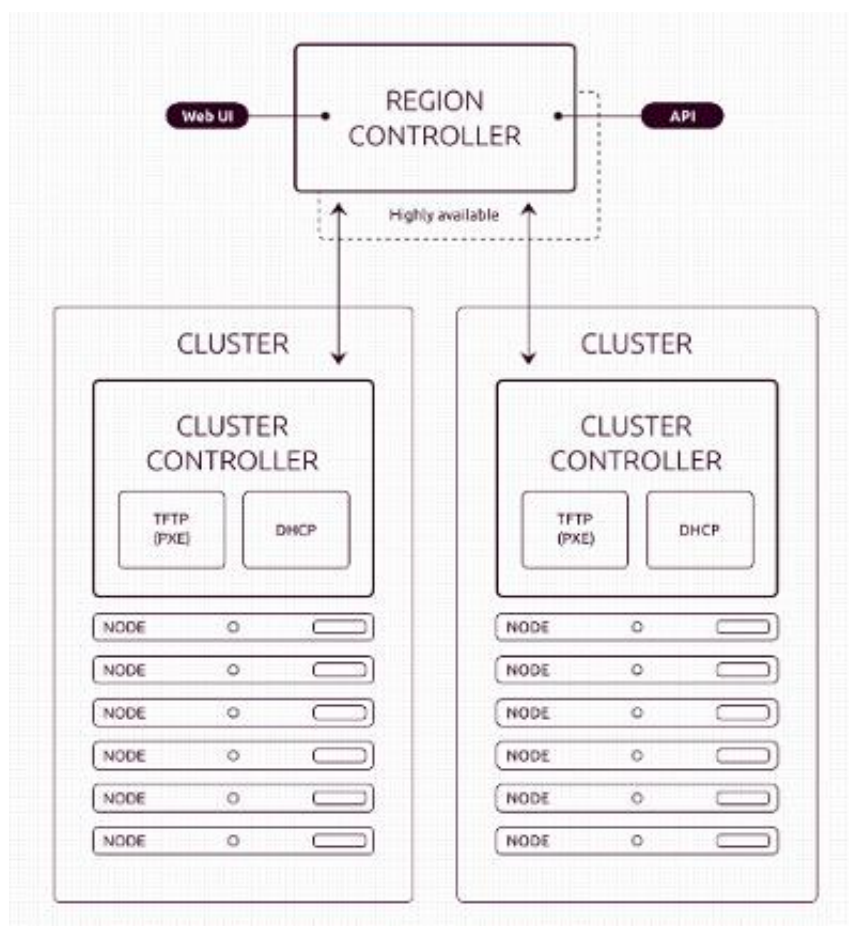 REGION
CONTROLLER
Web UI
API
Highly available
CLUSTER
CLUSTER
CONTROLLER
TFTP
(PXE)
DHCP
NODE
NODE
NODE
NODE
NODE
NODE
CLUSTER
CLUSTER
CONTROLLER
TFTP
(PXE)
DHCP
NODE
NODE
NODE
NODE
NODE
NODE